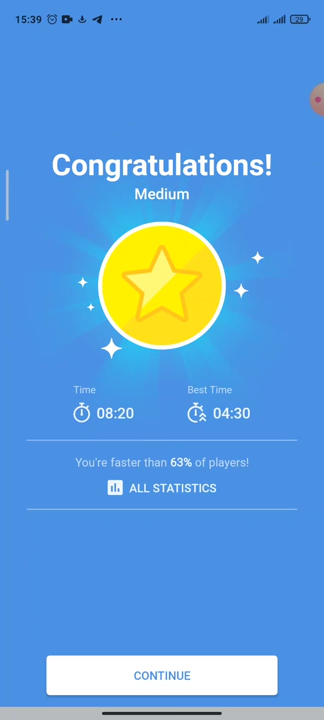 15:39
29
Congratulations!
Medium
Time
Best Time
08:20
04:30
You're faster than 63% of players!
ALL STATISTICS
CONTINUE